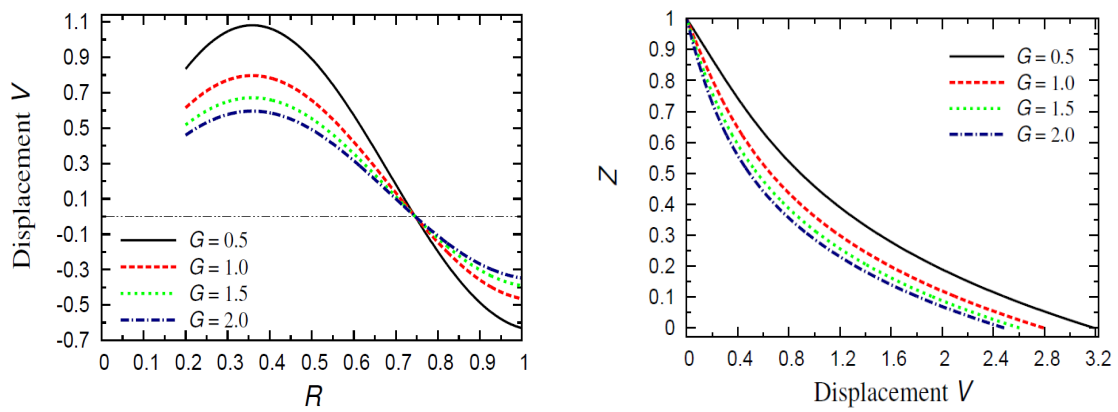 Displacement V
1.1
0.9
0.7
0.5
0.3
0.1
-0.1
-0.3
-0.5
-0.7
G = 0.5
G = 1.0
G = 1.5
G = 2.0
0 0.1 0.2 0.3 0.4 0.5 0.6 0.7 0.8 0.9 1
R
Z
1
0.9
0.8
0.7
0.6
0.5
0.4
0.3
0.2
0.1
0
G = 0.5
G = 1.0
G = 1.5
G = 2.0
0 0.4 0.8 1.2 1.6 2 2.4 2.8 3.2
Displacement V